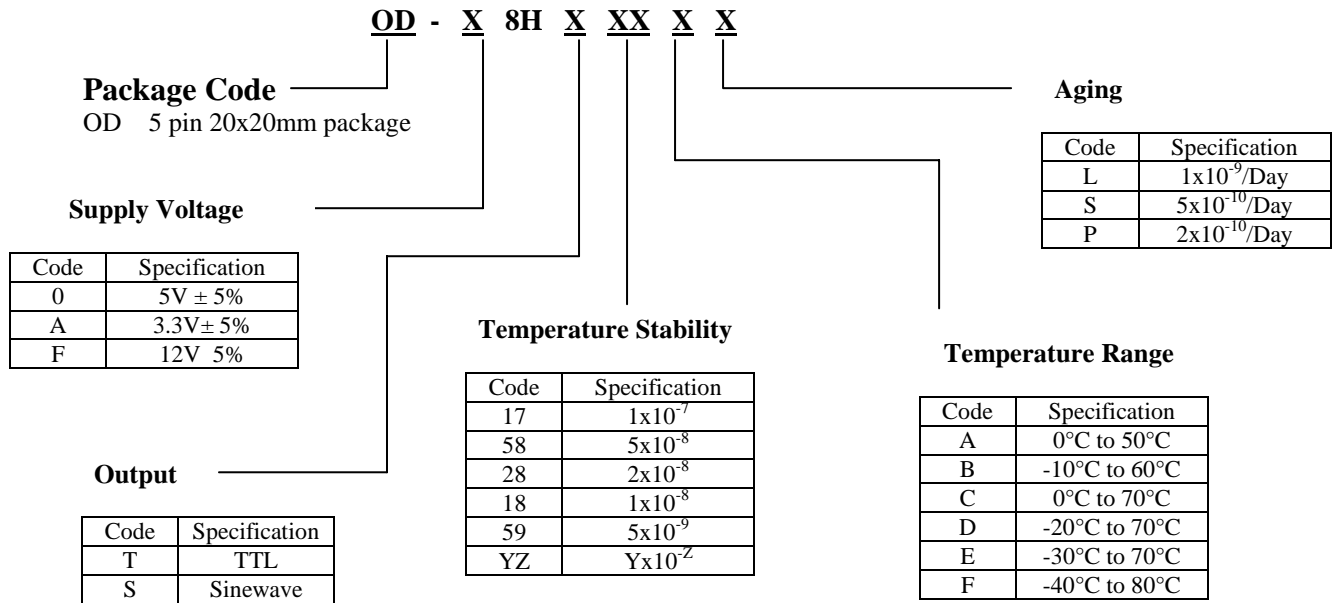 OD - X 8H X XX X X
Package Code
OD 5 pin 20x20mm package
Supply Voltage
Code Specification
0 5V ± 5%
A 3.3V± 5%
F 12V 5%
Output
Code Specification
T TTL
S Sinewave
Temperature Stability
Code Specification
17 1x10⁻⁷
58 5x10⁻⁸
28 2x10⁻⁸
18 1x10⁻⁸
59 5x10⁻⁹
YZ Yx10⁻ᶻ
Aging
Code Specification
L 1x10⁻⁹/Day
S 5x10⁻¹⁰/Day
P 2x10⁻¹⁰/Day
Temperature Range
Code Specification
A 0°C to 50°C
B -10°C to 60°C
C 0°C to 70°C
D -20°C to 70°C
E -30°C to 70°C
F -40°C to 80°C